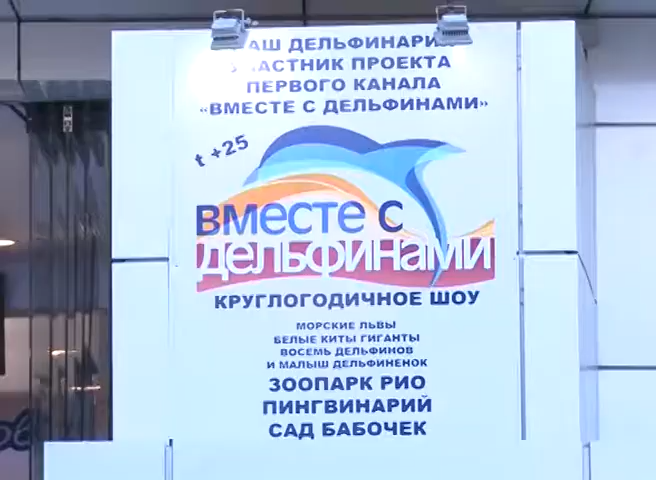 НАШ ДЕЛЬФИНАРИЙ
УЧАСТНИК ПРОЕКТА
ПЕРВОГО КАНАЛА
«ВМЕСТЕ С ДЕЛЬФИНАМИ»
t +25
вместе с
дельфинами
КРУГЛОГОДИЧНОЕ ШОУ
МОРСКИЕ ЛЬВЫ
БЕЛЫЕ КИТЫ ГИГАНТЫ
ВОСЕМЬ ДЕЛЬФИНОВ
И МАЛЫШ ДЕЛЬФИНЕНОК
ЗООПАРК РИО
ПИНГВИНАРИЙ
САД БАБОЧЕК